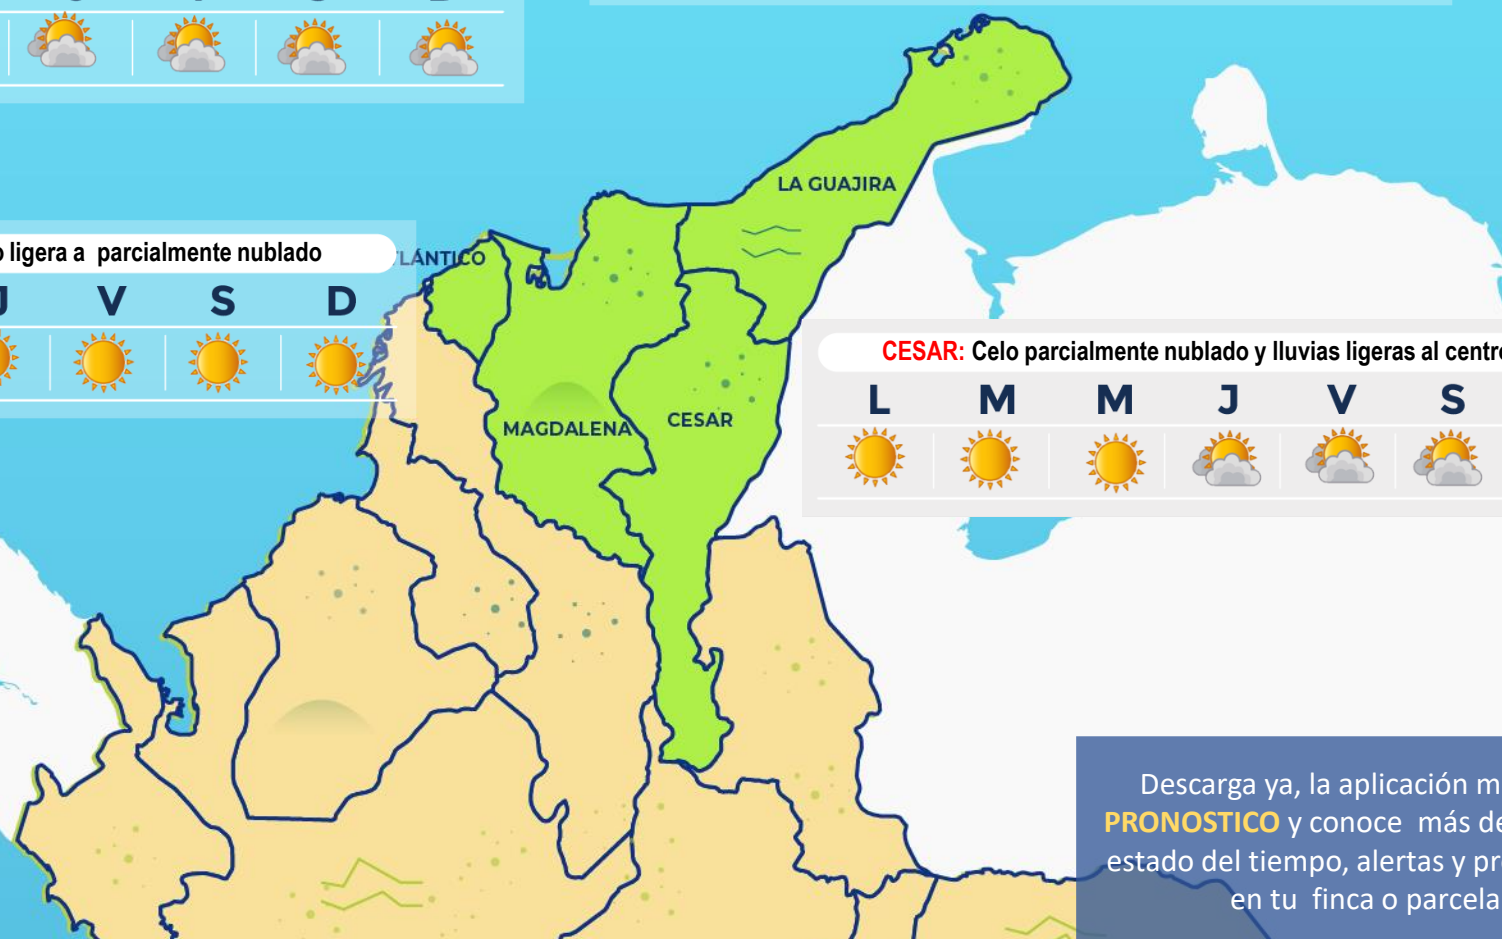 LA GUAJIRA
ligera a parcialmente nublado
LÁNTICO
J V S D
CESAR: Celo parcialmente nublado y lluvias ligeras al centro
L M M J V S
MAGDALENA
CESAR
Descarga ya, la aplicación m
PRONOSTICO y conoce más de
estado del tiempo, alertas y pr
en tu finca o parcela